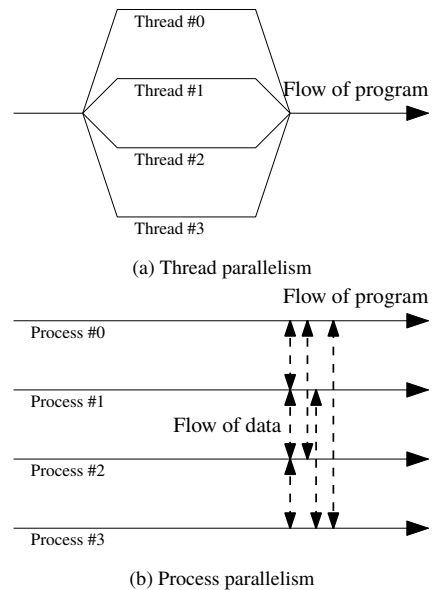 Thread #0
Thread #1
Flow of program
Thread #2
Thread #3
(a) Thread parallelism
Flow of program
Process #0
Process #1
Flow of data
Process #2
Process #3
(b) Process parallelism